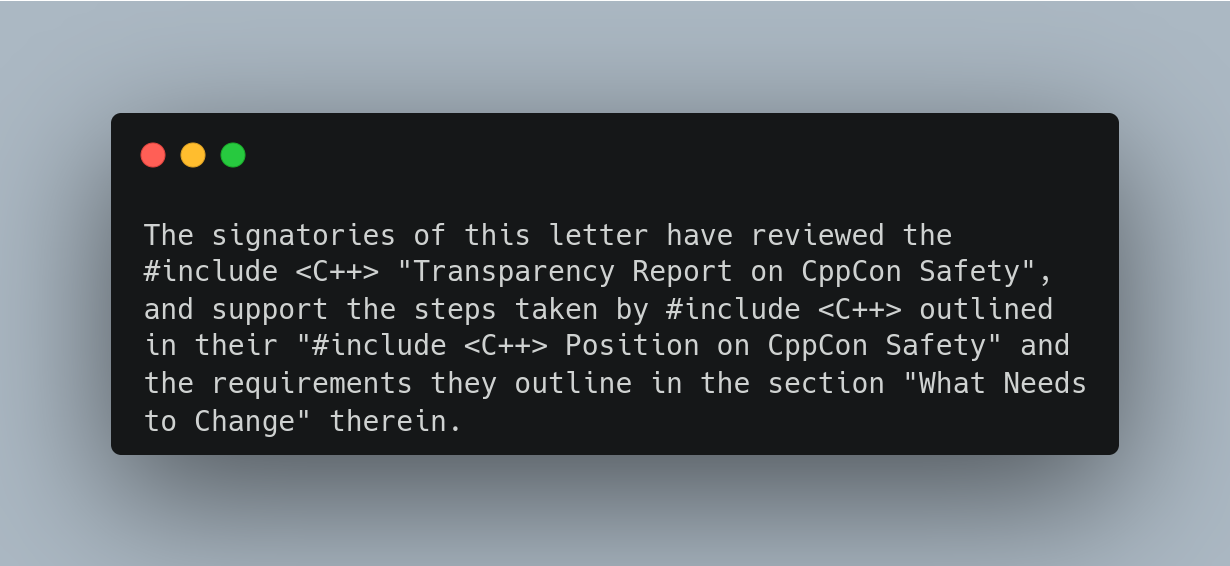 The signatories of this letter have reviewed the
#include <C++> "Transparency Report on CppCon Safety",
and support the steps taken by #include <C++> outlined
in their "#include <C++> Position on CppCon Safety" and
the requirements they outline in the section "What Needs
to Change" therein.